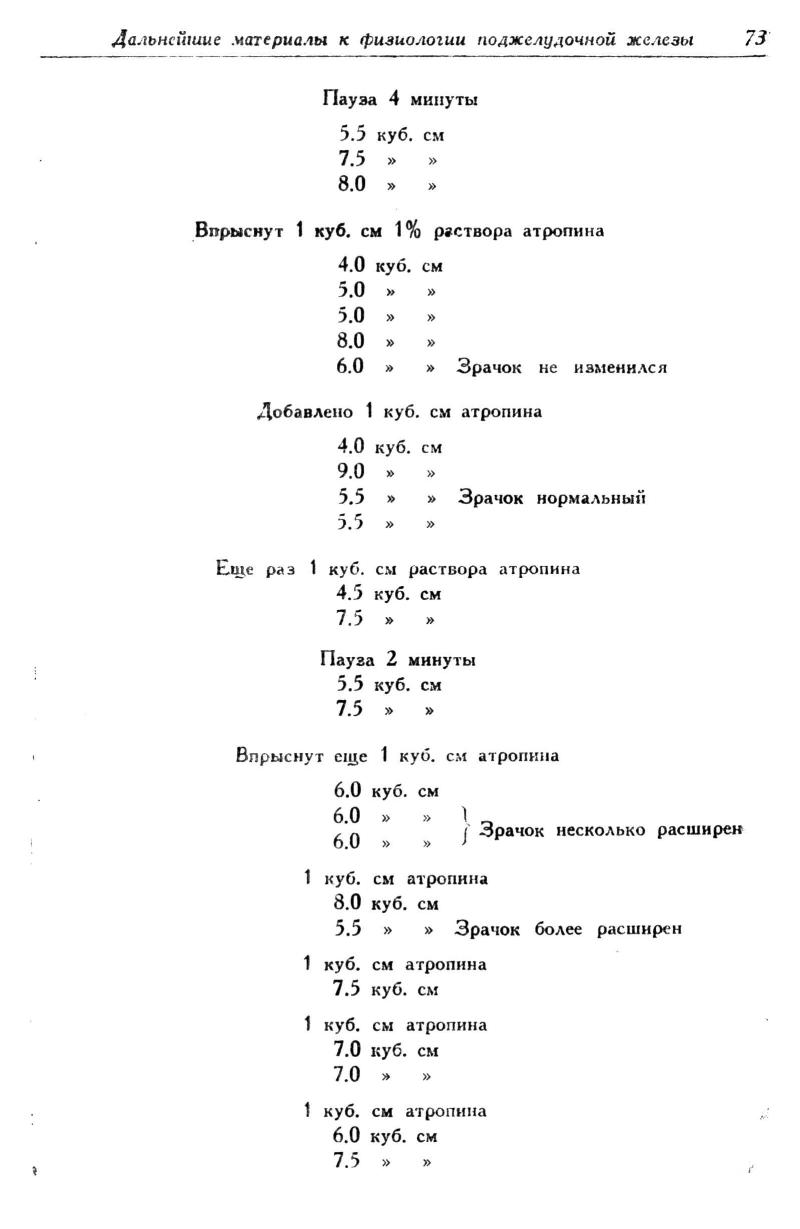 Дальнейшие материалы к физиологии поджелудочной железы 73
Пауза 4 минуты
5.5 куб. см
7.5 » »
8.0 » »
Впрыснут 1 куб. см 1% раствора атропина
4.0 куб. см
5.0 » »
5.0 » »
8.0 » »
6.0 » » Зрачок не изменился
Добавлено 1 куб. см атропина
4.0 куб. см
9.0 » »
5.5 » » Зрачок нормальный
5.5 » »
Еще раз 1 куб. см раствора атропина
4.5 куб. см
7.5 » »
Пауза 2 минуты
5.5 куб. см
7.5 » »
Впрыснут еще 1 куб. см атропина
6.0 куб. см
6.0 » »
6.0 » » } Зрачок несколько расширен
1 куб. см атропина
8.0 куб. см
5.5 » » Зрачок более расширен
1 куб. см атропина
7.5 куб. см
1 куб. см атропина
7.0 куб. см
7.0 » »
1 куб. см атропина
6.0 куб. см
7.5 » »